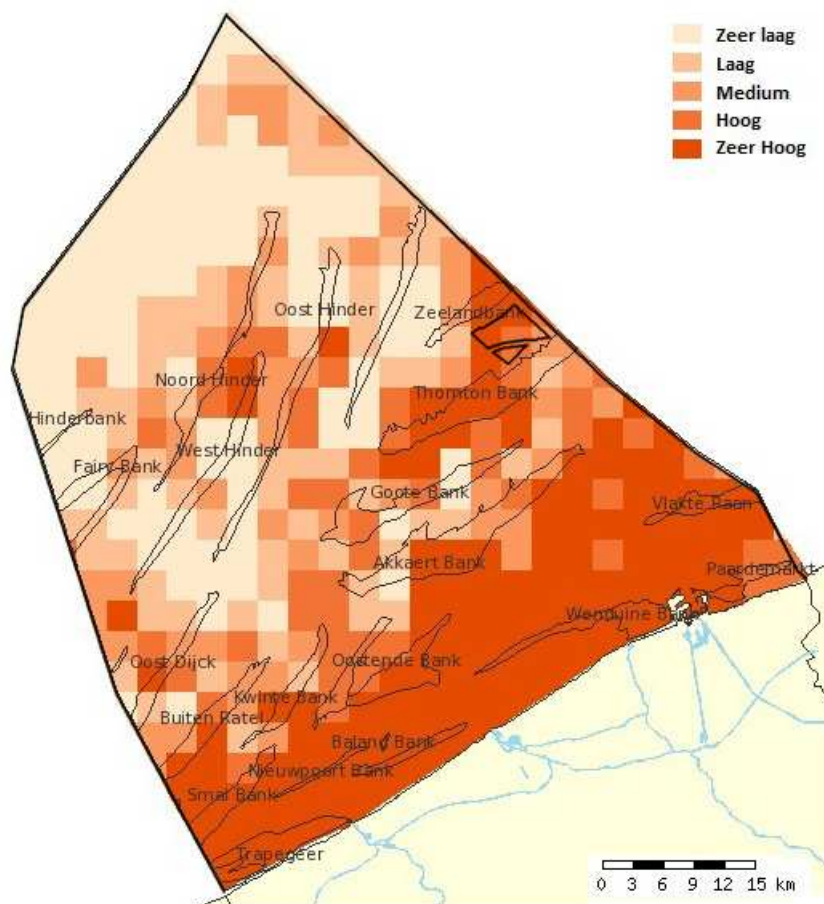 Zeer laag
Laag
Medium
Hoog
Zeer Hoog
Oost Hinder
Zeelandbank
Noord Hinder
Thornton Bank
Hinderbank
West Hinder
Fairy Bank
Goote Bank
Vlakte Raan
Akkaert Bank
Paardemarkt
Wenduine Bank
Oost Dijck
Oostende Bank
Kwinte Bank
Buiten Ratel
Baland Bank
Nieuwpoort Bank
Smal Bank
Trapegeer
0 3 6 9 12 15 km